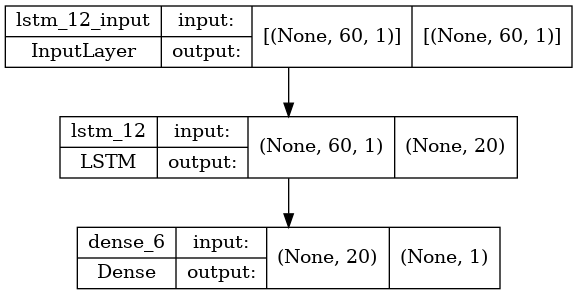 lstm_12_input input: [(None, 60, 1)] [(None, 60, 1)]
InputLayer output:
lstm_12 input: (None, 60, 1) (None, 20)
LSTM output:
dense_6 input: (None, 20) (None, 1)
Dense output: